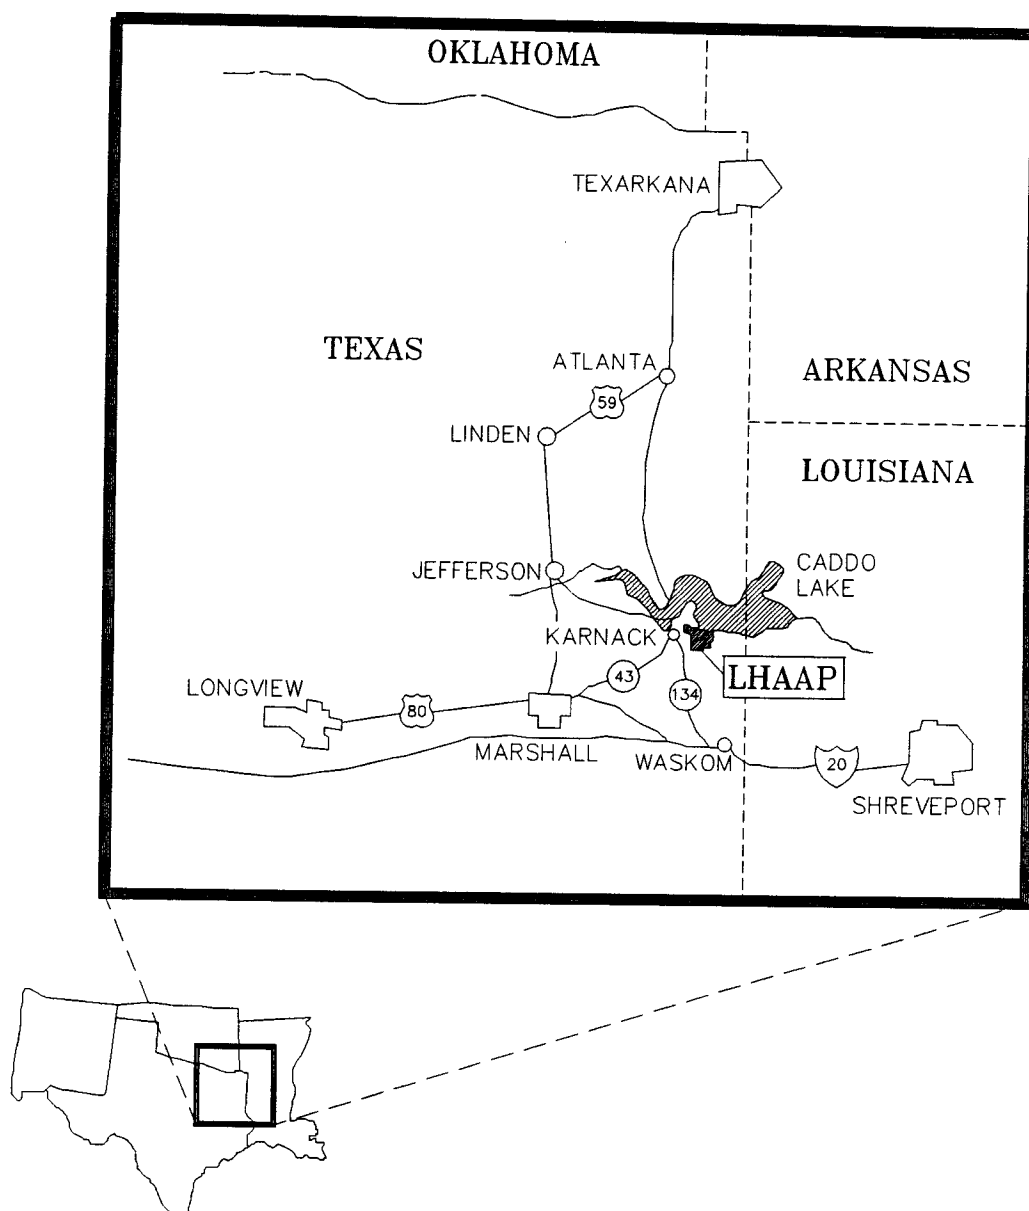 OKLAHOMA
TEXARKANA
TEXAS
ATLANTA
ARKANSAS
59
LINDEN
LOUISIANA
JEFFERSON
CADDO
LAKE
KARNACK
43
LHAAP
134
LONGVIEW
80
MARSHALL
WASKOM
20
SHREVEPORT